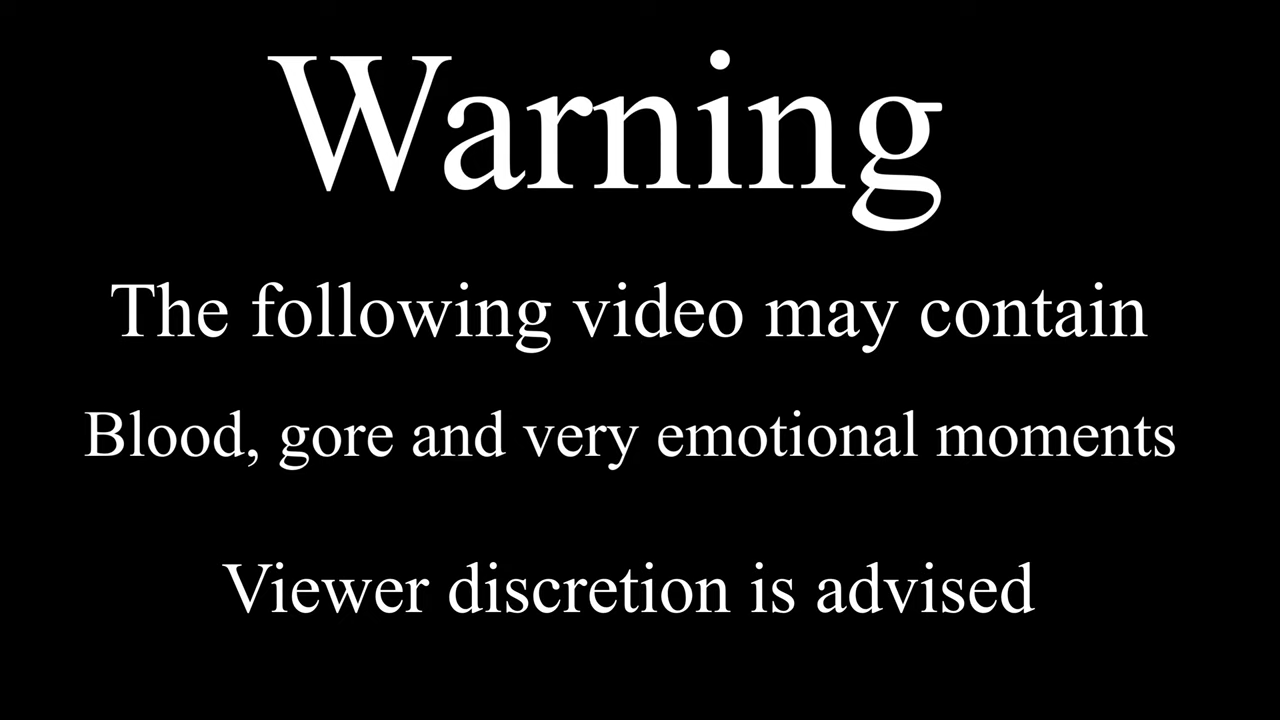 Warning
The following video may contain
Blood, gore and very emotional moments
Viewer discretion is advised